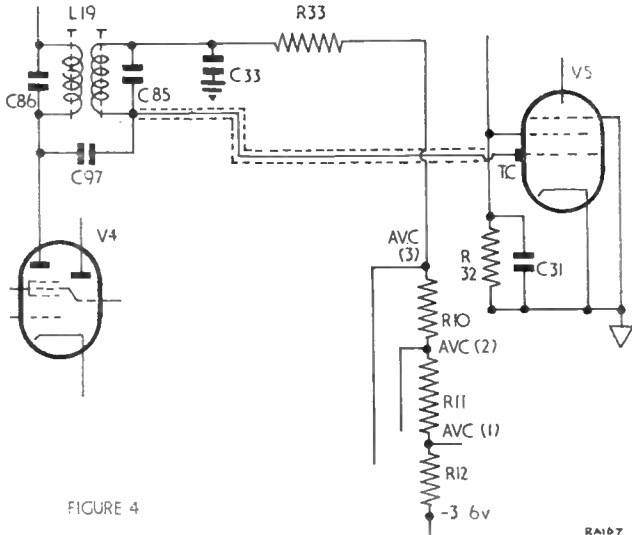 L19
R33
C86
C85
C33
V5
C97
TC
V4
AVC
(3)
R
32
C31
R10
AVC (2)
R11
AVC (1)
R12
-3 6v
FIGURE 4
RA167